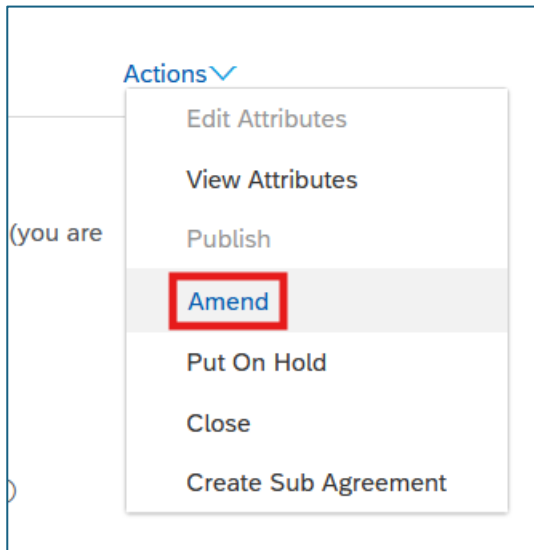 Actions
Edit Attributes
View Attributes
(you are
Publish
Amend
Put On Hold
Close
Create Sub Agreement
)